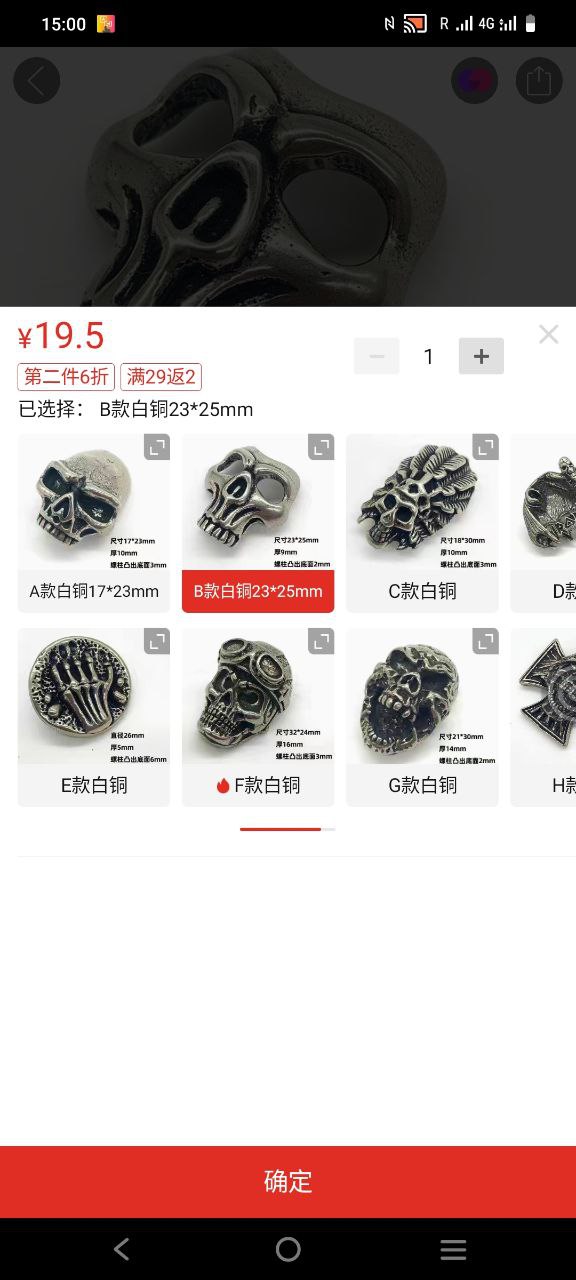 15:00
R
4G
¥19.5
1
第二件6折
满29返2
已选择： B款白铜23*25mm
尺寸17*23mm
厚10mm
螺柱凸出底面3mm
A款白铜17*23mm
尺寸23*25mm
厚9mm
螺柱凸出底面2mm
B款白铜23*25mm
尺寸18*30mm
厚10mm
螺柱凸出底面3mm
C款白铜
D款
直径26mm
厚5mm
螺柱凸出底面6mm
E款白铜
尺寸32*24mm
厚16mm
螺柱凸出底面3mm
F款白铜
尺寸21*30mm
厚14mm
螺柱凸出底面2mm
G款白铜
H款
确定